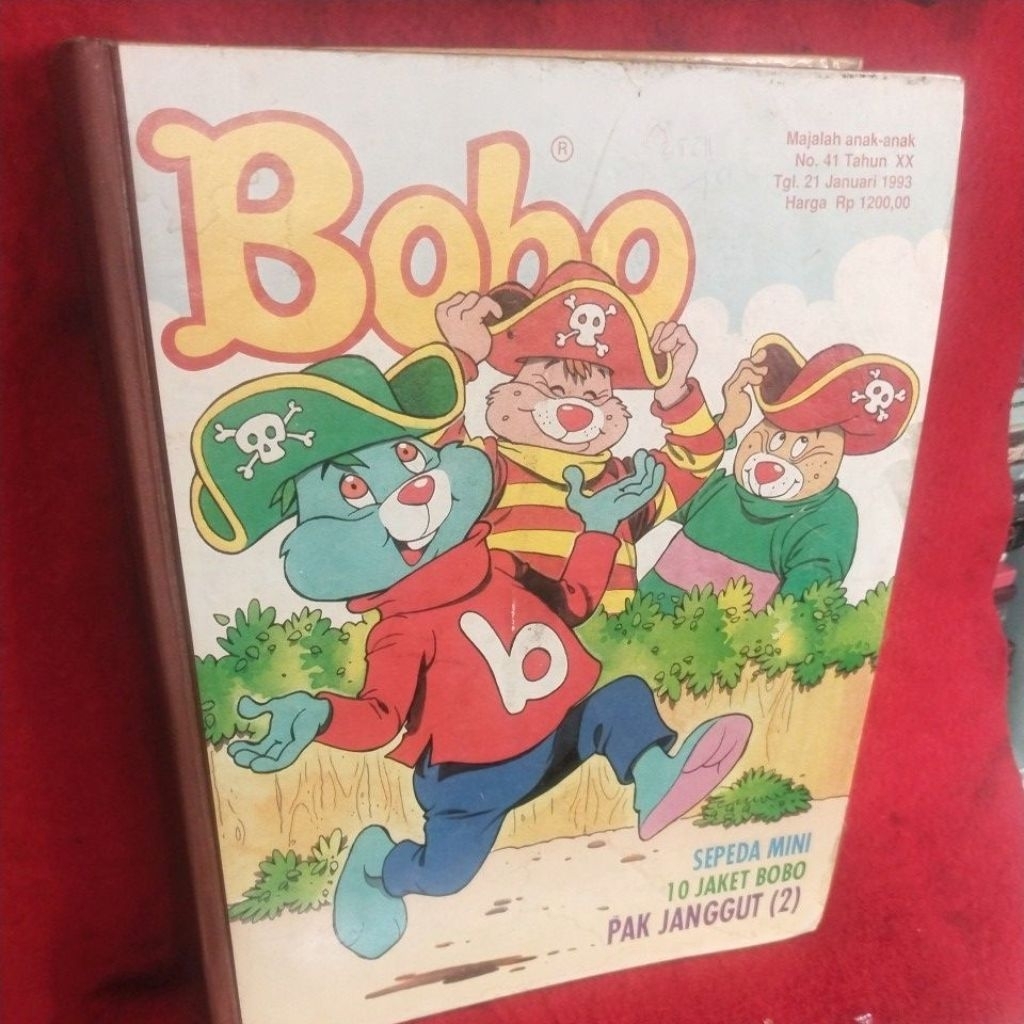 Bobo ®
Majalah anak-anak
No. 41 Tahun XX
Tgl. 21 Januari 1993
Harga Rp 1200,00
b
SEPEDA MINI
10 JAKET BOBO
PAK JANGGUT (2)